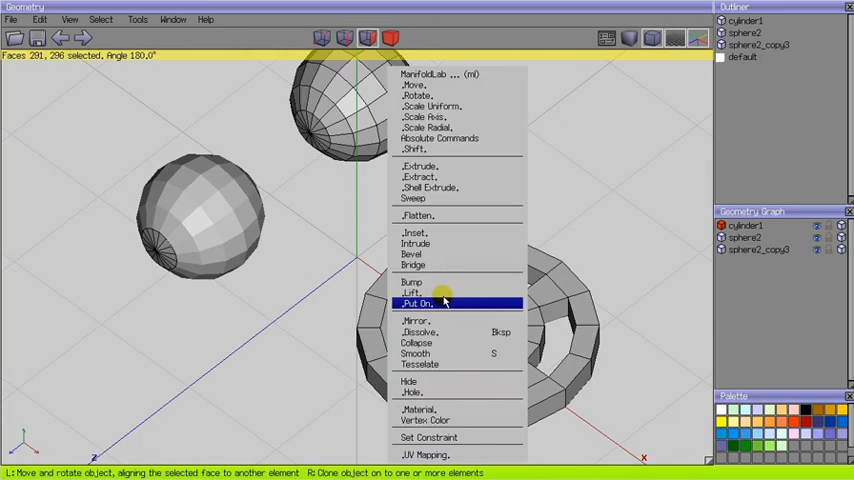 Geometry
File Edit View Select Tools Window Help
Faces 291, 296 selected. Angle 180.0°
ManifoldLab ... (ml)
.Move.
.Rotate.
.Scale Uniform.
.Scale Axis.
.Scale Radial.
Absolute Commands
.Shift.
.Extrude.
.Extract.
.Shell Extrude.
Sweep
.Flatten.
.Inset.
Intrude
Bevel
Bridge
Bump
.Lift.
.Put On.
.Mirror.
.Dissolve. Bksp
Collapse
Smooth S
Tesselate
Hide
.Hole.
.Material.
Vertex Color
Set Constraint
.UV Mapping.
Z
X
L: Move and rotate object, aligning the selected face to another element R: Clone object on to one or more elements
Outliner
cylinder1
sphere2
sphere2_copy3
default
Geometry Graph
cylinder1
sphere2
sphere2_copy3
Palette